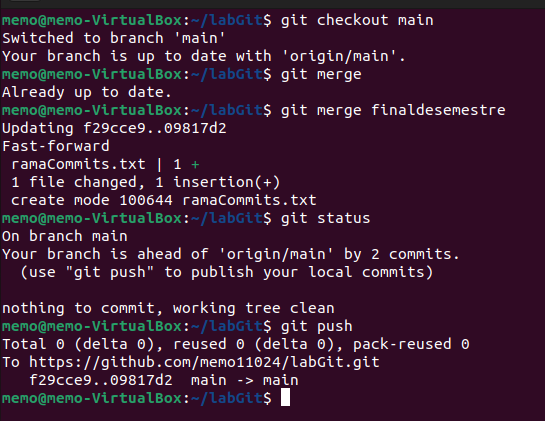 memo@memo-VirtualBox:~/labGit$ git checkout main
Switched to branch 'main'
Your branch is up to date with 'origin/main'.
memo@memo-VirtualBox:~/labGit$ git merge
Already up to date.
memo@memo-VirtualBox:~/labGit$ git merge finaldesemestre
Updating f29cce9..09817d2
Fast-forward
 ramaCommits.txt | 1 +
 1 file changed, 1 insertion(+)
 create mode 100644 ramaCommits.txt
memo@memo-VirtualBox:~/labGit$ git status
On branch main
Your branch is ahead of 'origin/main' by 2 commits.
  (use "git push" to publish your local commits)

nothing to commit, working tree clean
memo@memo-VirtualBox:~/labGit$ git push
Total 0 (delta 0), reused 0 (delta 0), pack-reused 0
To https://github.com/memo11024/labGit.git
   f29cce9..09817d2  main -> main
memo@memo-VirtualBox:~/labGit$